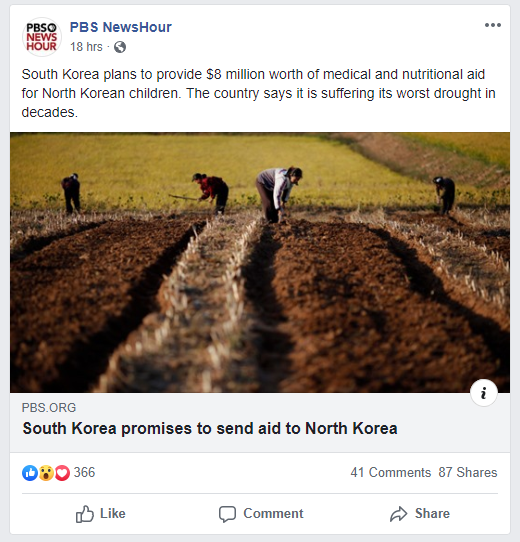 PBS
NEWS
HOUR
PBS NewsHour
18 hrs ·
South Korea plans to provide $8 million worth of medical and nutritional aid
for North Korean children. The country says it is suffering its worst drought in
decades.
PBS.ORG
South Korea promises to send aid to North Korea
366
41 Comments 87 Shares
Like
Comment
Share